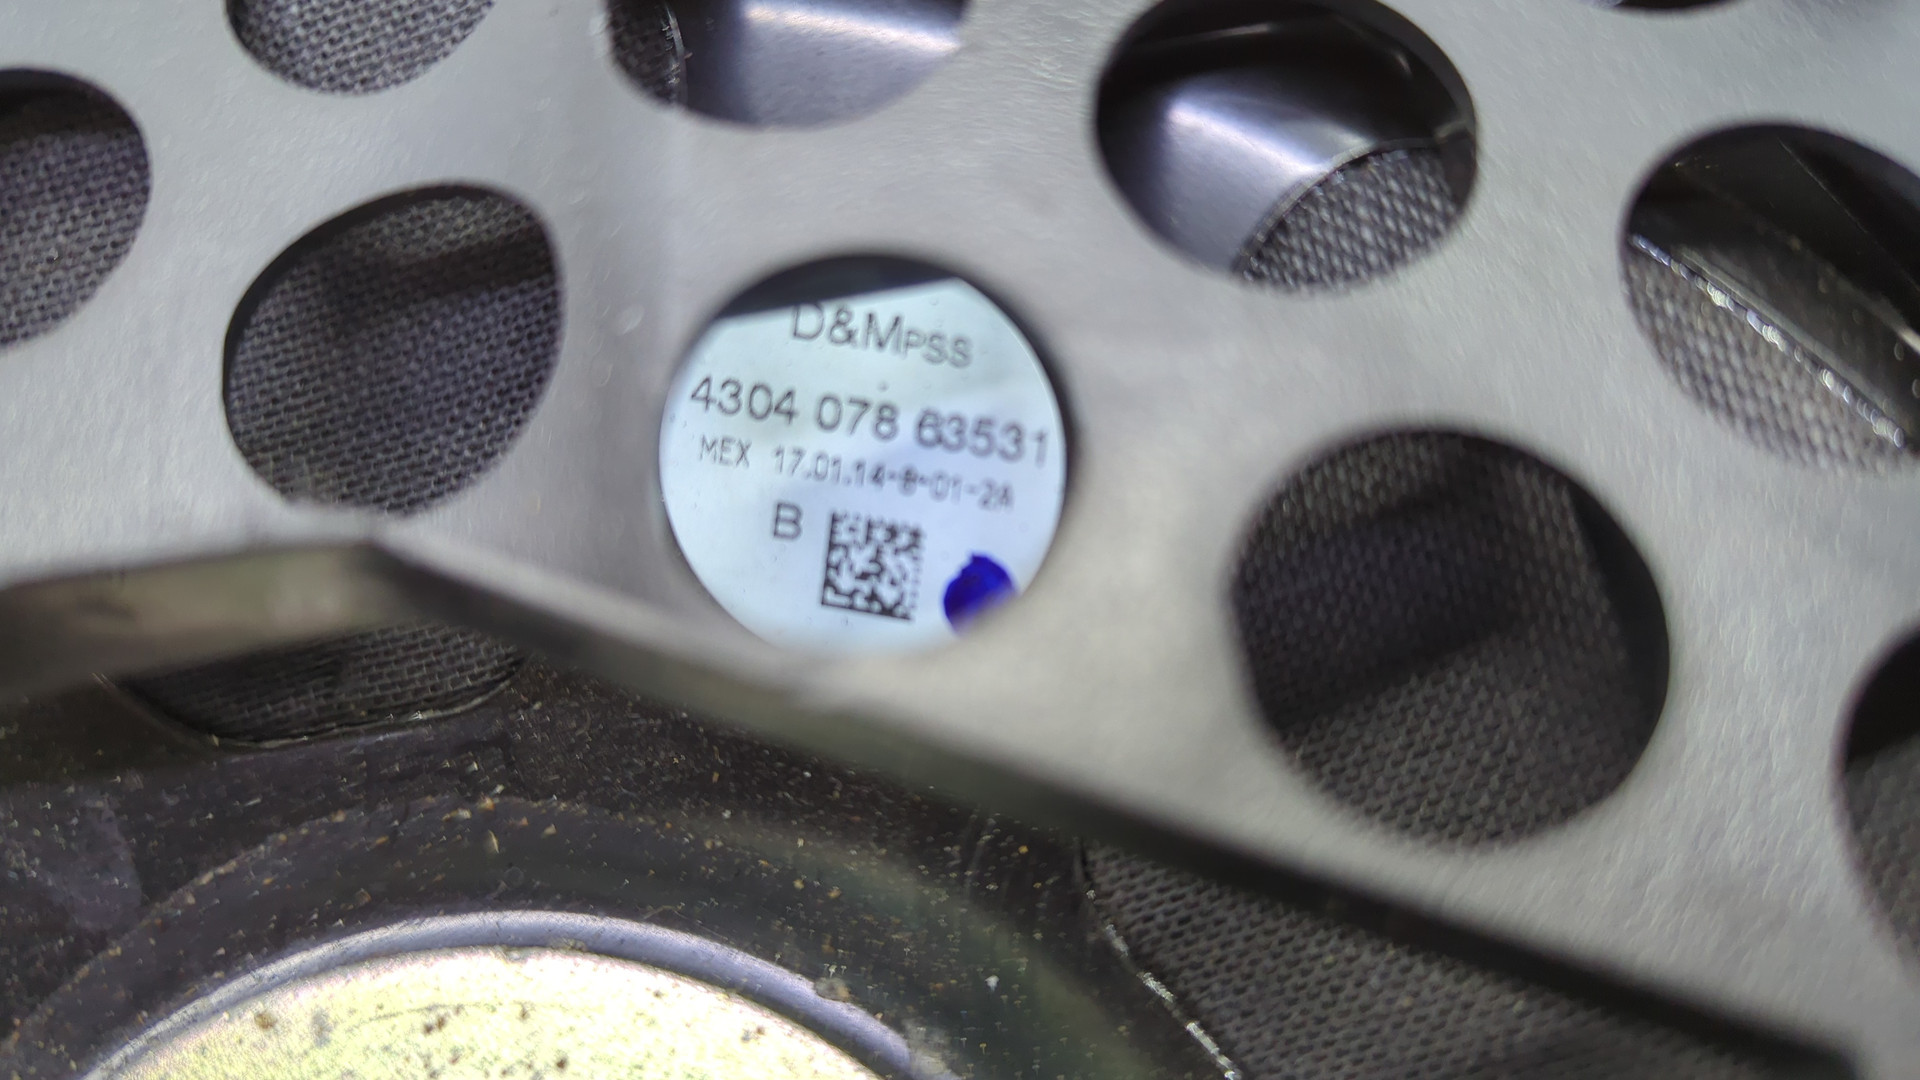 D&MPSS
4304 078 63531
MEX 17.01.14-8-01-2A
B